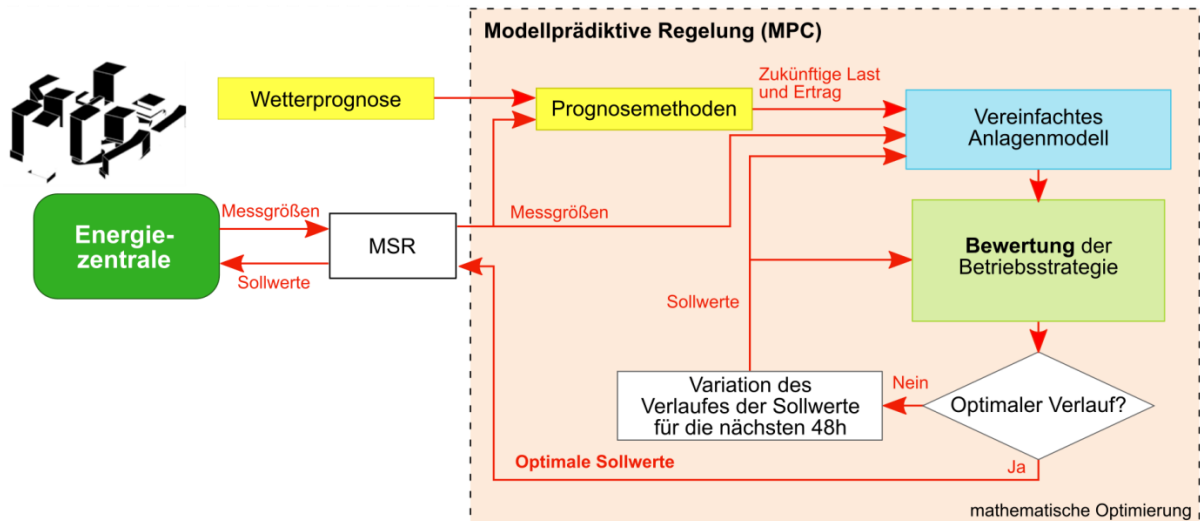 Modellprädiktive Regelung (MPC)
Wetterprognose
Prognosemethoden
Zukünftige Last
und Ertrag
Vereinfachtes
Anlagenmodell
Messgrößen
Energie-
zentrale
MSR
Messgrößen
Sollwerte
Bewertung der
Betriebsstrategie
Sollwerte
Variation des
Verlaufes der Sollwerte
für die nächsten 48h
Nein
Optimaler Verlauf?
Optimale Sollwerte
Ja
mathematische Optimierung